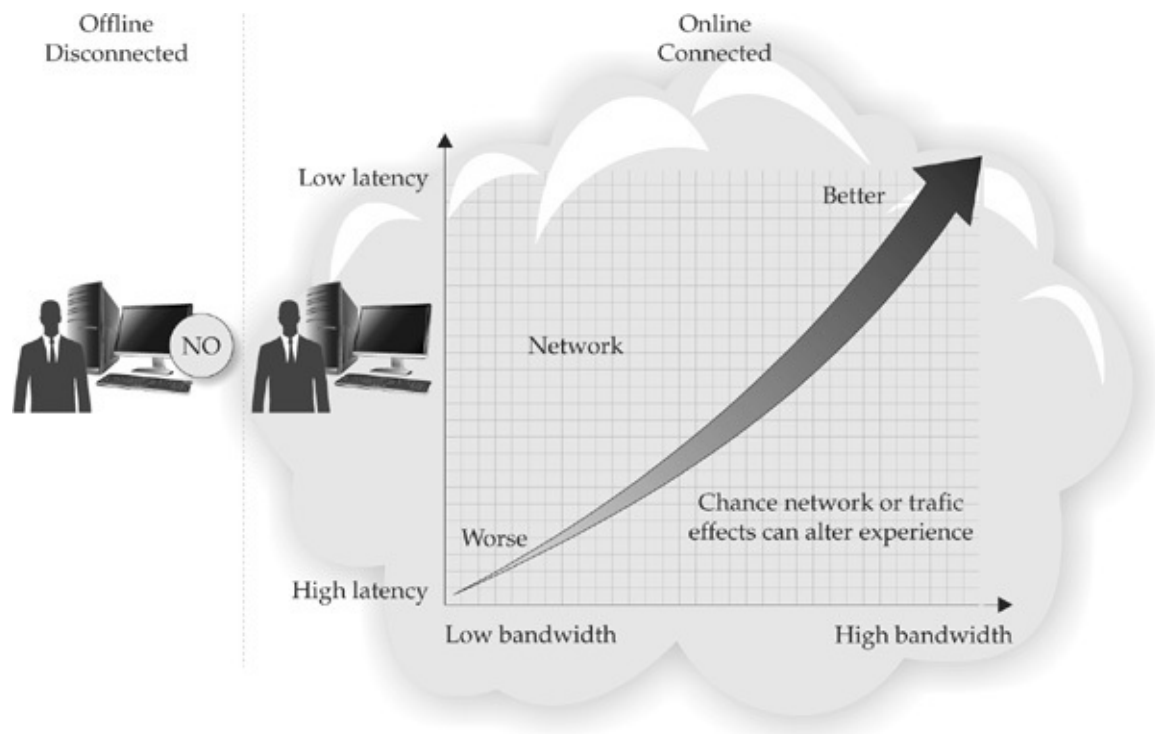 Offline
Disconnected
Online
Connected
Low latency
Better
NO
Network
Chance network or trafic
effects can alter experience
Worse
High latency
Low bandwidth
High bandwidth